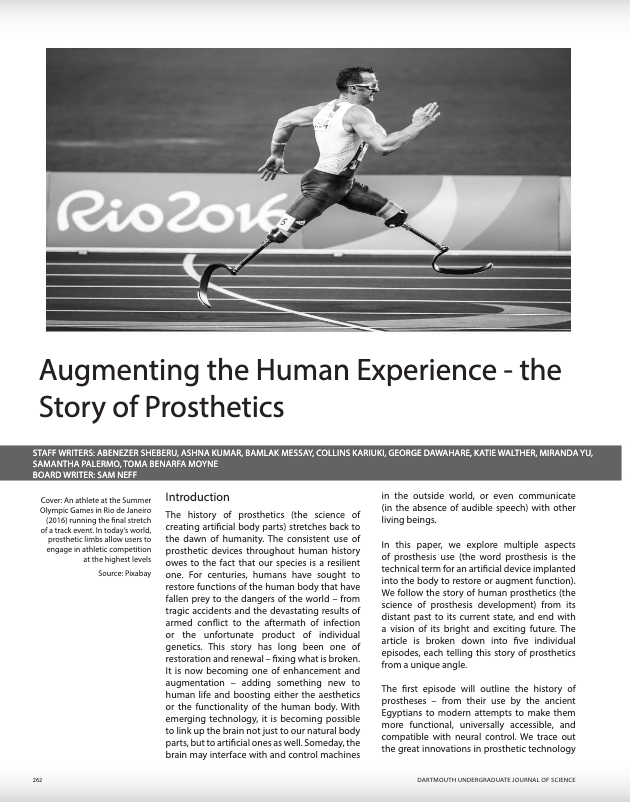 Rio2016
5
Augmenting the Human Experience - the
Story of Prosthetics
STAFF WRITERS: ABENEZER SHEBERU, ASHNA KUMAR, BAMLAK MESSAY, COLLINS KARIUKI, GEORGE DAWAHARE, KATIE WALTHER, MIRANDA YU,
SAMANTHA PALERMO, TOMA BENARFA MOYNE
BOARD WRITER: SAM NEFF
Cover: An athlete at the Summer
Olympic Games in Rio de Janeiro
(2016) running the final stretch
of a track event. In today's world,
prosthetic limbs allow users to
engage in athletic competition
at the highest levels
Source: Pixabay
Introduction
The history of prosthetics (the science of
creating artificial body parts) stretches back to
the dawn of humanity. The consistent use of
prosthetic devices throughout human history
owes to the fact that our species is a resilient
one. For centuries, humans have sought to
restore functions of the human body that have
fallen prey to the dangers of the world – from
tragic accidents and the devastating results of
armed conflict to the aftermath of infection
or the unfortunate product of individual
genetics. This story has long been one of
restoration and renewal – fixing what is broken.
It is now becoming one of enhancement and
augmentation – adding something new to
human life and boosting either the aesthetics
or the functionality of the human body. With
emerging technology, it is becoming possible
to link up the brain not just to our natural body
parts, but to artificial ones as well. Someday, the
brain may interface with and control machines
in the outside world, or even communicate
(in the absence of audible speech) with other
living beings.
In this paper, we explore multiple aspects
of prosthesis use (the word prosthesis is the
technical term for an artificial device implanted
into the body to restore or augment function).
We follow the story of human prosthetics (the
science of prosthesis development) from its
distant past to its current state, and end with
a vision of its bright and exciting future. The
article is broken down into five individual
episodes, each telling this story of prosthetics
from a unique angle.
The first episode will outline the history of
prostheses – from their use by the ancient
Egyptians to modern attempts to make them
more functional, universally accessible, and
compatible with neural control. We trace out
the great innovations in prosthetic technology
262
DARTMOUTH UNDERGRADUATE JOURNAL OF SCIENCE